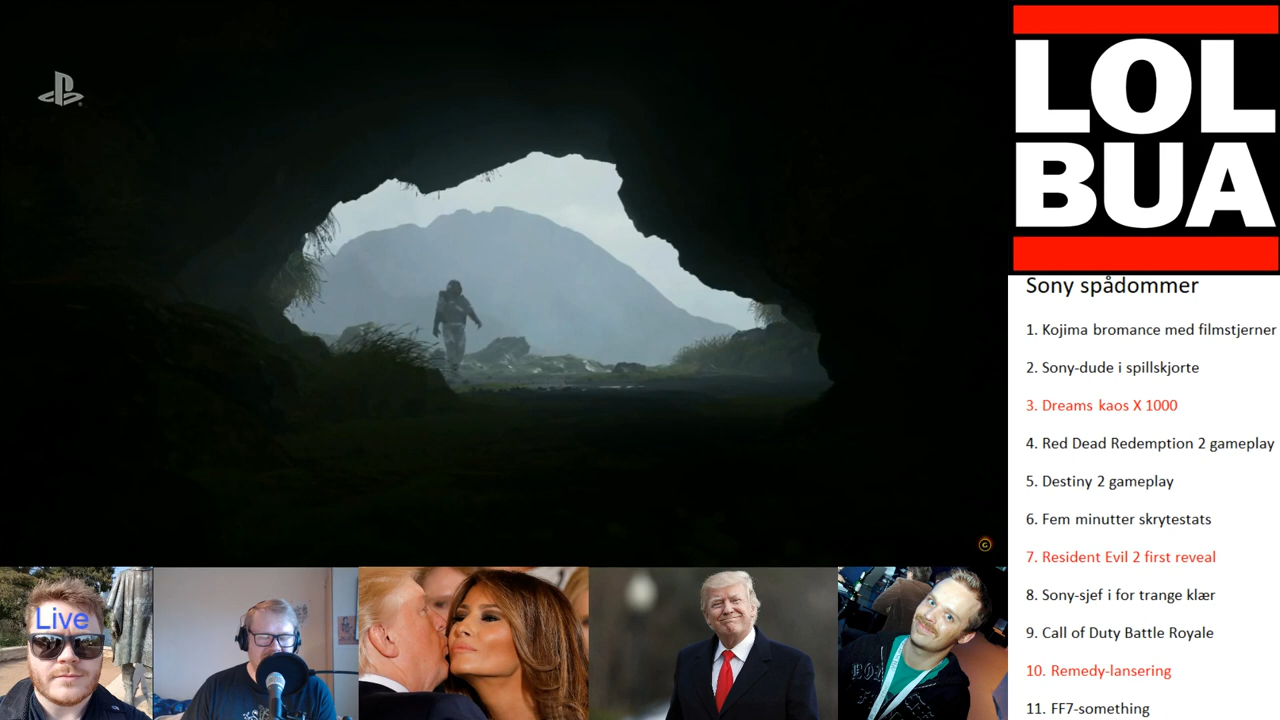 LOL
BUA
Sony spådommer
1. Kojima bromance med filmstjerner
2. Sony-dude i spillskjorte
3. Dreams kaos X 1000
4. Red Dead Redemption 2 gameplay
5. Destiny 2 gameplay
6. Fem minutter skrytestats
7. Resident Evil 2 first reveal
8. Sony-sjef i for trange klær
9. Call of Duty Battle Royale
10. Remedy-lansering
11. FF7-something
Live